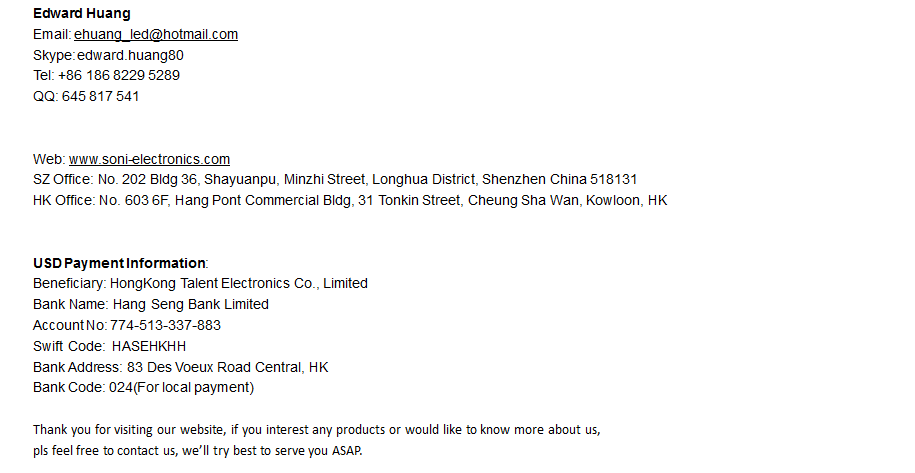 Edward Huang
Email: ehuang_led@hotmail.com
Skype: edward.huang80
Tel: +86 186 8229 5289
QQ: 645 817 541
Web: www.soni-electronics.com
SZ Office: No. 202 Bldg 36, Shayuanpu, Minzhi Street, Longhua District, Shenzhen China 518131
HK Office: No. 603 6F, Hang Pont Commercial Bldg, 31 Tonkin Street, Cheung Sha Wan, Kowloon, HK
USD Payment Information:
Beneficiary: HongKong Talent Electronics Co., Limited
Bank Name: Hang Seng Bank Limited
Account No: 774-513-337-883
Swift Code: HASEHKHH
Bank Address: 83 Des Voeux Road Central, HK
Bank Code: 024(For local payment)
Thank you for visiting our website, if you interest any products or would like to know more about us,
pls feel free to contact us, we'll try best to serve you ASAP.